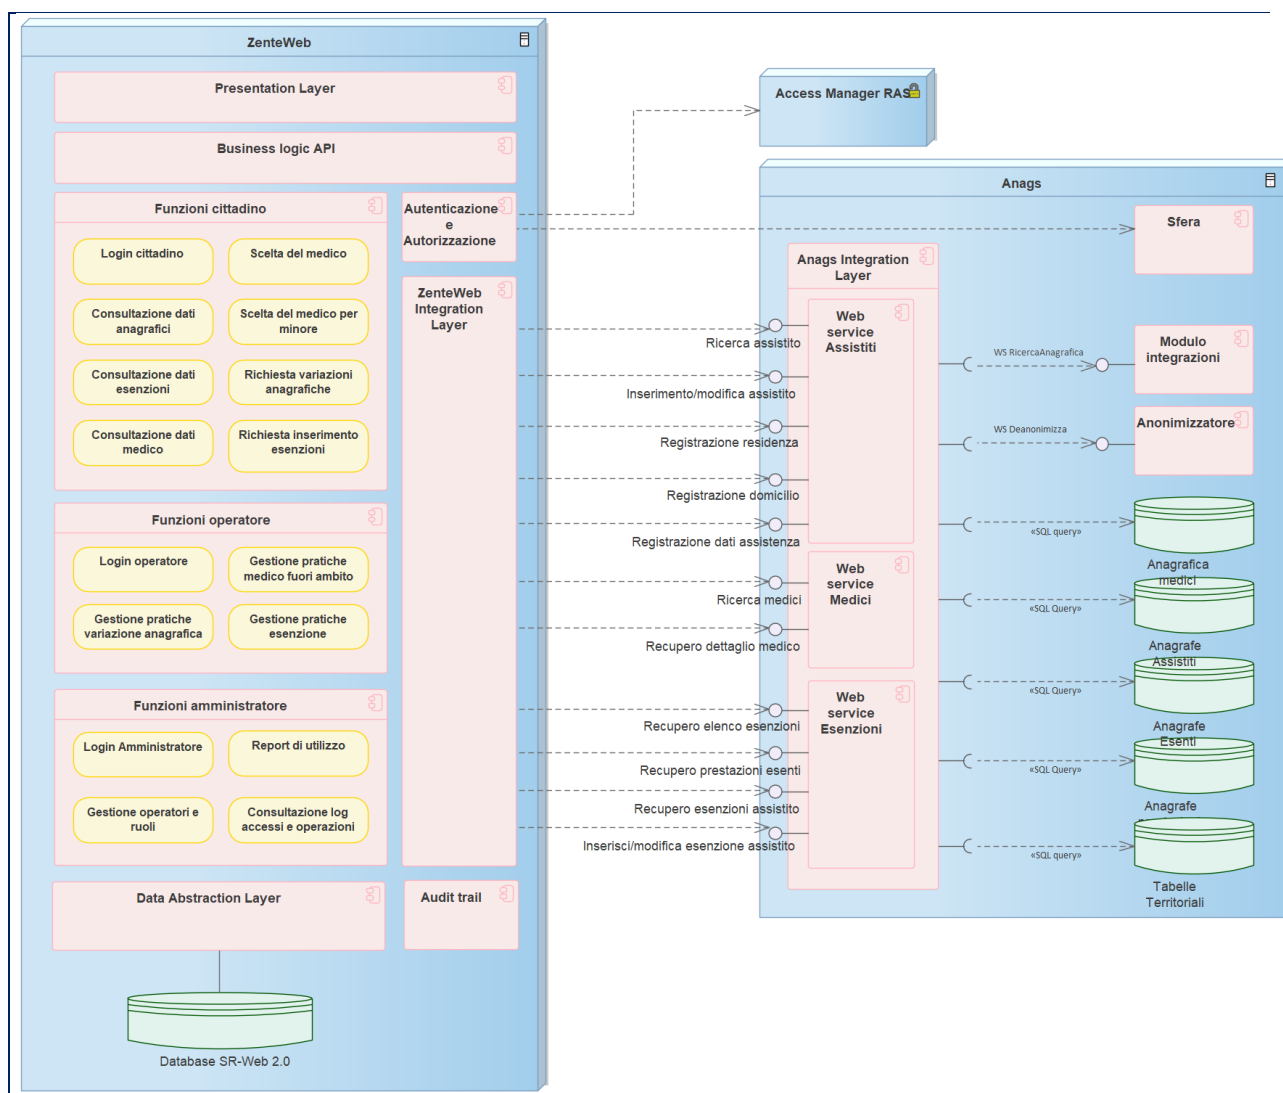 ZenteWeb
Presentation Layer
Business logic API
Funzioni cittadino
Login cittadino
Scelta del medico
Consultazione dati
anagrafici
Scelta del medico per
minore
Consultazione dati
esenzioni
Richiesta variazioni
anagrafiche
Consultazione dati
medico
Richiesta inserimento
esenzioni
Autenticazione
e
Autorizzazione
ZenteWeb
Integration
Layer
Funzioni operatore
Login operatore
Gestione pratiche
medico fuori ambito
Gestione pratiche
variazione anagrafica
Gestione pratiche
esenzione
Funzioni amministratore
Login Amministratore
Report di utilizzo
Gestione operatori e
ruoli
Consultazione log
accessi e operazioni
Data Abstraction Layer
Audit trail
Database SR-Web 2.0
Access Manager RAS
Anags
Sfera
Anags Integration
Layer
Web
service
Assistiti
Ricerca assistito
Inserimento/modifica assistito
Registrazione residenza
Registrazione domicilio
Registrazione dati assistenza
Web
service
Medici
Ricerca medici
Recupero dettaglio medico
Web
service
Esenzioni
Recupero elenco esenzioni
Recupero prestazioni esenti
Recupero esenzioni assistito
Inserisci/modifica esenzione assistito
WS RicercaAnagrafica
Modulo
integrazioni
WS Deanonimizza
Anonimizzatore
«SQL query»
Anagrafica
medici
«SQL Query»
Anagrafe
Assistiti
«SQL Query»
Anagrafe
Esenti
«SQL Query»
Anagrafe
«SQL query»
Tabelle
Territoriali